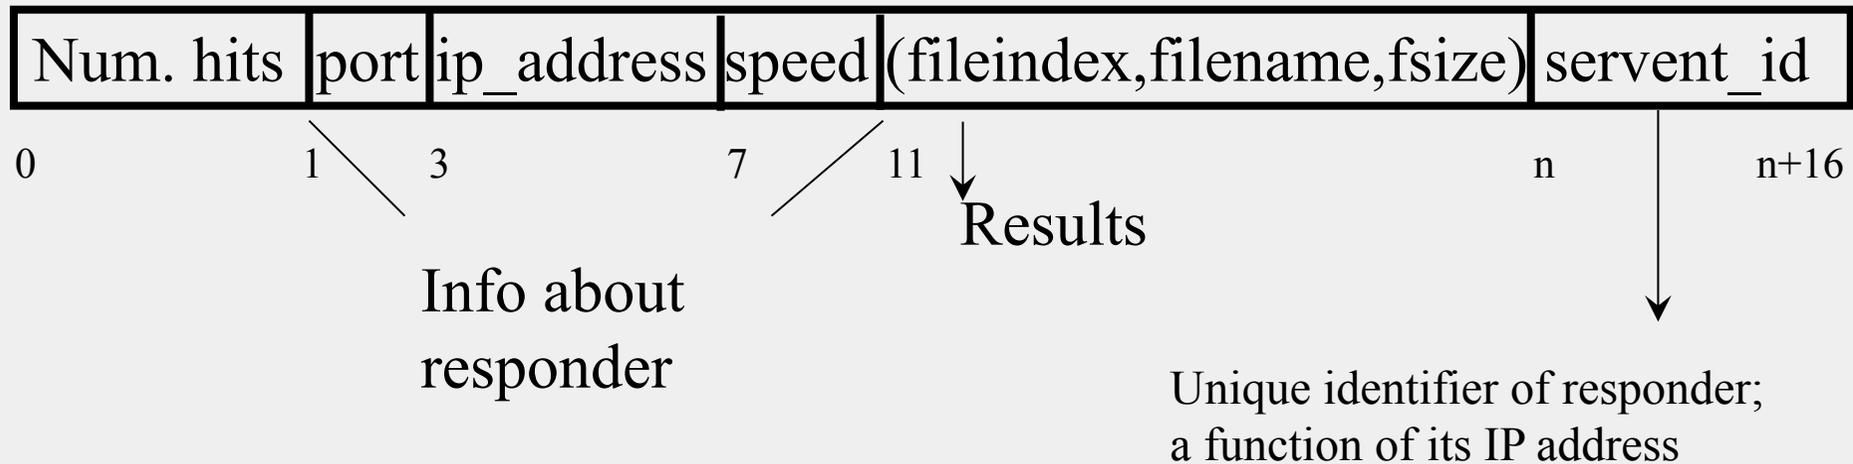 Num. hits port ip_address speed (fileindex,filename,fsize) servent_id
0 1 3 7 11 n n+16
Results
Info about
responder
Unique identifier of responder;
a function of its IP address